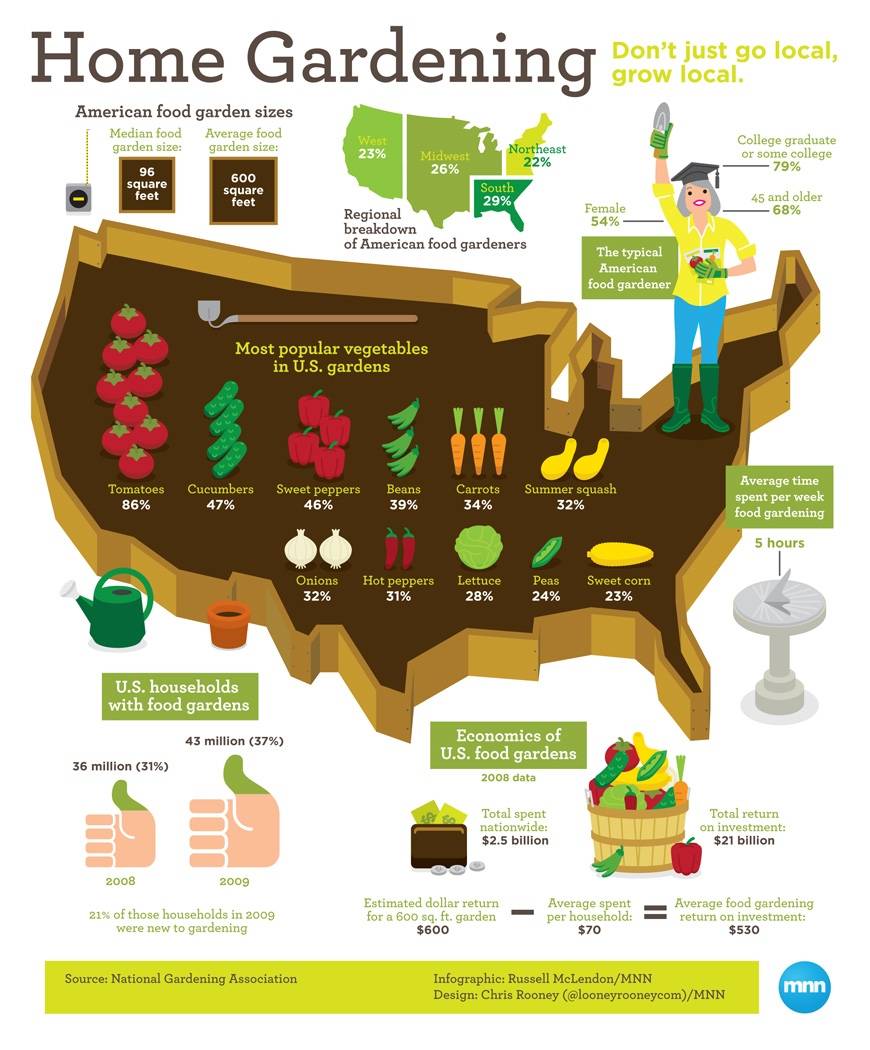 Home Gardening
Don't just go local,
grow local.
American food garden sizes
Median food
garden size:
96
square
feet
Average food
garden size:
600
square
feet
West
23%
Midwest
26%
Northeast
22%
South
29%
Regional
breakdown
of American food gardeners
College graduate
or some college
79%
45 and older
68%
Female
54%
The typical
American
food gardener
Most popular vegetables
in U.S. gardens
Tomatoes
86%
Cucumbers
47%
Sweet peppers
46%
Beans
39%
Carrots
34%
Summer squash
32%
Onions
32%
Hot peppers
31%
Lettuce
28%
Peas
24%
Sweet corn
23%
Average time
spent per week
food gardening
5 hours
U.S. households
with food gardens
36 million (31%)
2008
43 million (37%)
2009
21% of those households in 2009
were new to gardening
Economics of
U.S. food gardens
2008 data
Total spent
nationwide:
$2.5 billion
Total return
on investment:
$21 billion
Estimated dollar return
for a 600 sq. ft. garden
$600
–
Average spent
per household:
$70
=
Average food gardening
return on investment:
$530
Source: National Gardening Association
Infographic: Russell McLendon/MNN
Design: Chris Rooney (@looneyrooneycom)/MNN
mnn